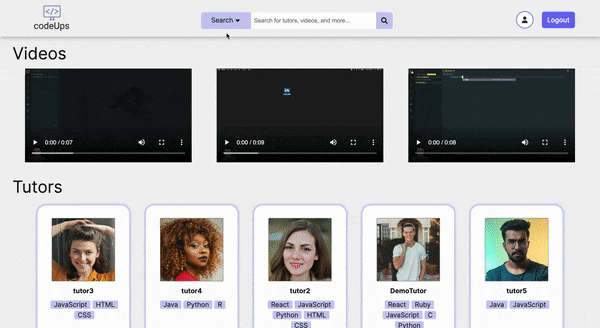 codeUps
Search
Search for tutors, videos, and more...
Logout
Videos
0:00 / 0:07
0:00 / 0:09
0:00 / 0:08
Tutors
tutor3
JavaScript HTML
CSS
tutor4
Java Python R
tutor2
React JavaScript
Python HTML
DemoTutor
React Ruby
JavaScript C
Python
tutor5
Java JavaScript